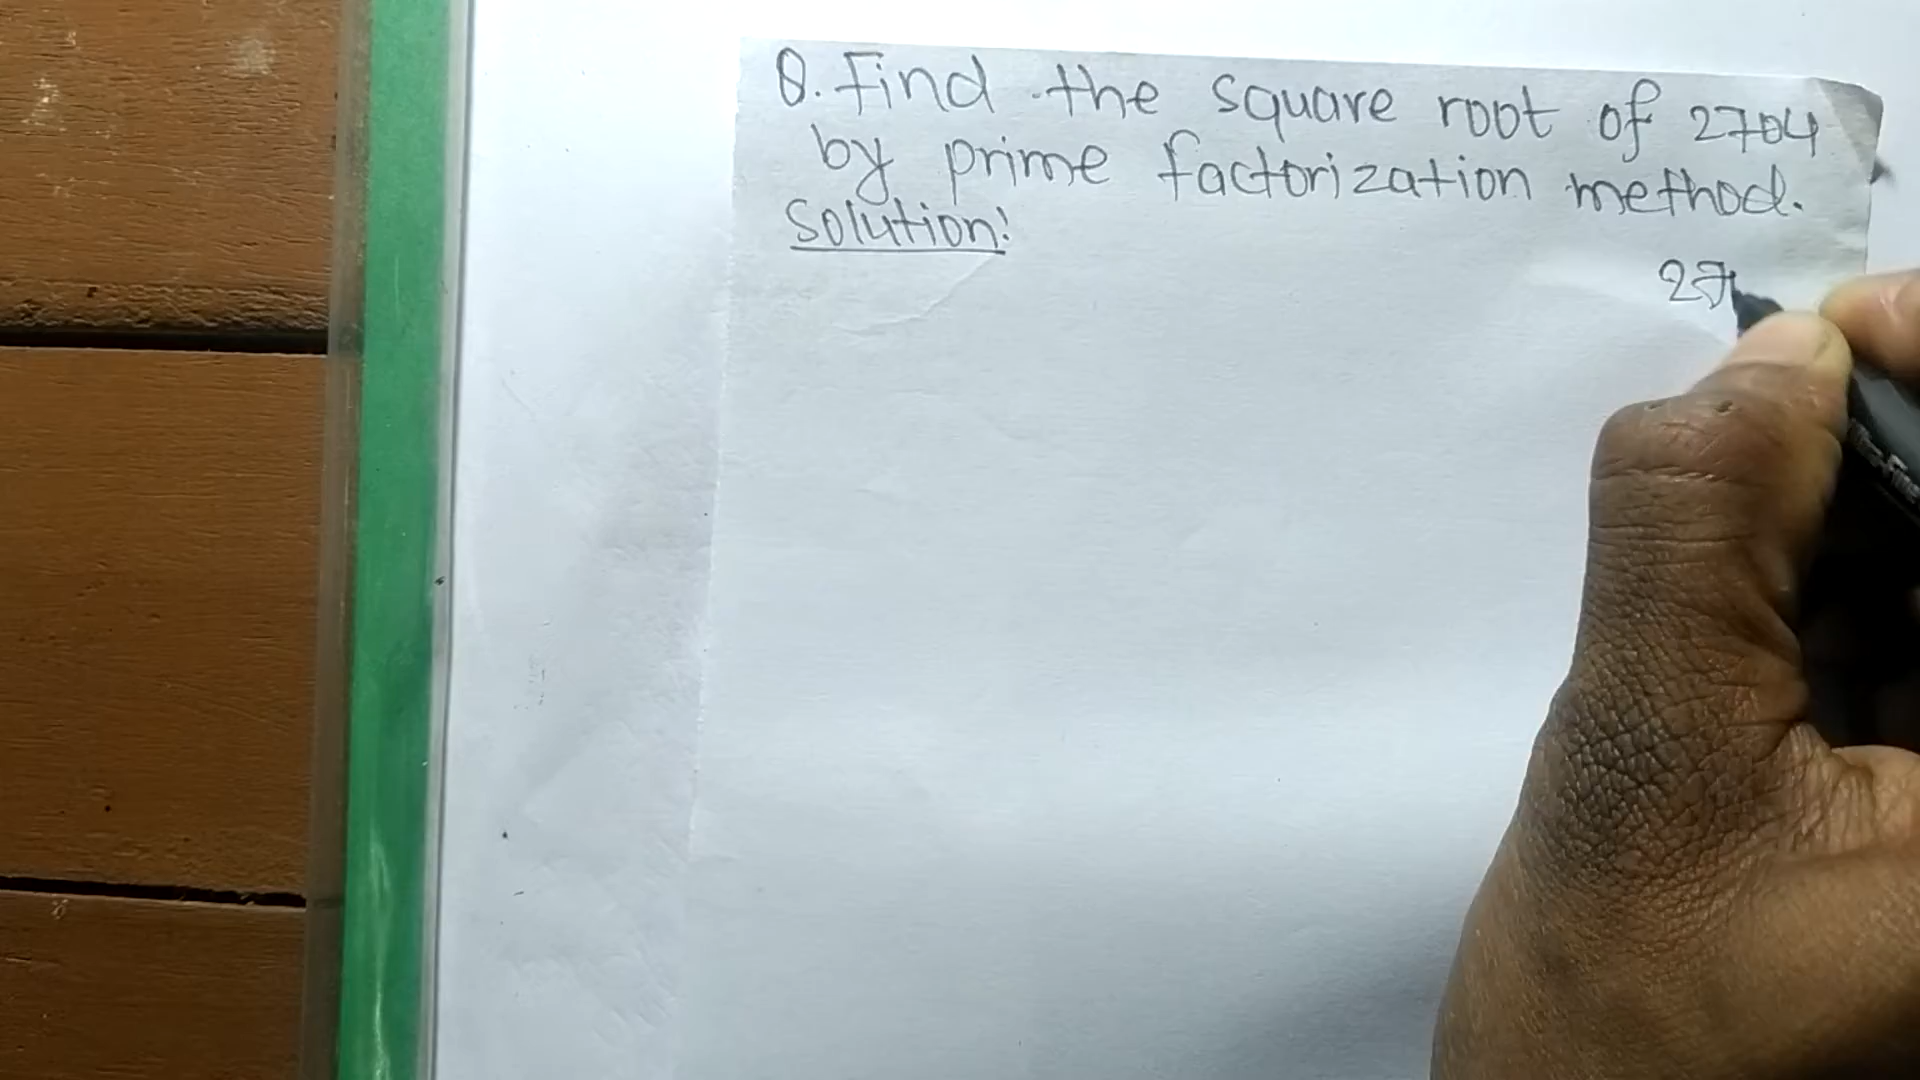 Q. Find the square root of 2704
by prime factorization method.
Solution:
27